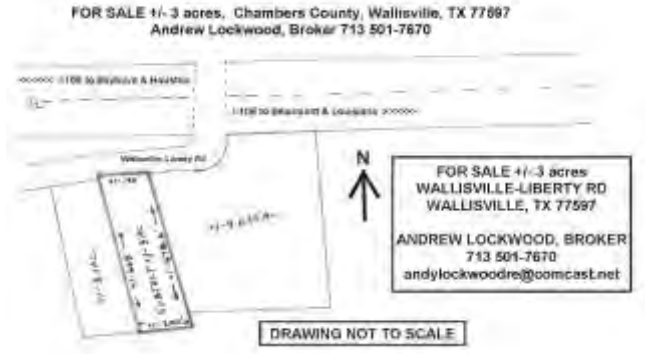 FOR SALE +/- 3 acres, Chambers County, Wallisville, TX 77597
Andrew Lockwood, Broker 713 501-7670
to Baytown & Houston
I-10E to Beaumont & Louisiana >>>>>>
Wallisville Liberty Rd
N
FOR SALE +/-3 acres
WALLISVILLE-LIBERTY RD
WALLISVILLE, TX 77597
ANDREW LOCKWOOD, BROKER
713 501-7670
andylockwoodre@comcast.net
DRAWING NOT TO SCALE